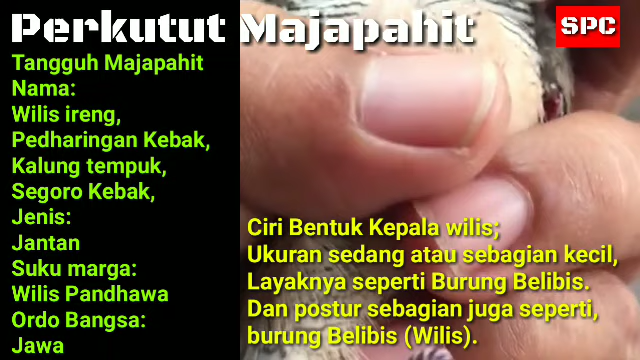 Perkutut Majapahit
SPC
Tangguh Majapahit
Nama:
Wilis ireng,
Pedharingan Kebak,
Kalung tempuk,
Segoro Kebak,
Jenis:
Jantan
Suku marga:
Wilis Pandhawa
Ordo Bangsa:
Jawa
Ciri Bentuk Kepala wilis;
Ukuran sedang atau sebagian kecil,
Layaknya seperti Burung Belibis.
Dan postur sebagian juga seperti,
burung Belibis (Wilis).